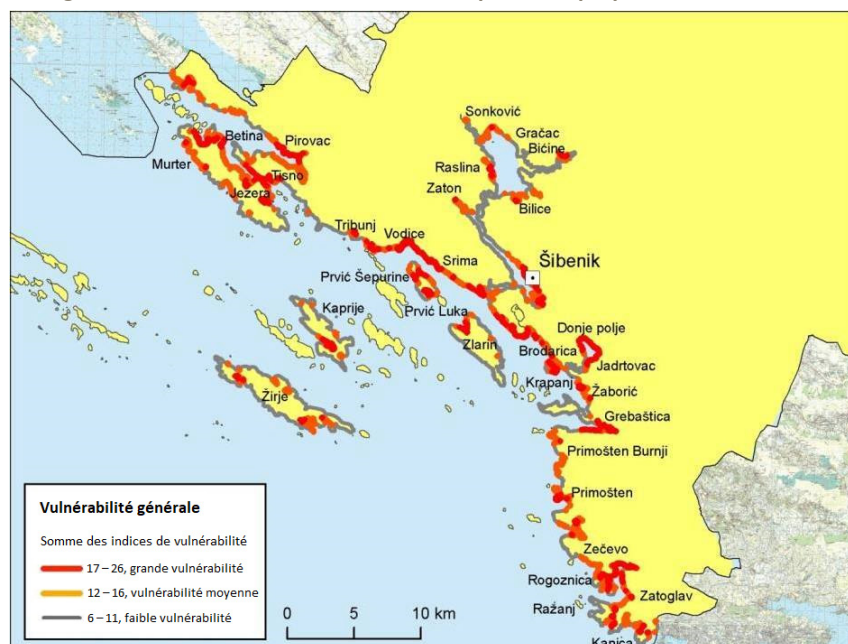 Sonković
Gračac
Bićine
Betina
Pirovac
Raslina
Murter
Tisno
Zaton
Jezera
Bilice
Tribunj
Vodice
Srima
Šibenik
Prvić Šepurine
Kaprije
Prvić Luka
Donje polje
Zlarin
Brodarica
Jadrtovac
Krapanj
Žaborić
Žirje
Grebaštica
Primošten Burnji
Primošten
Zečevo
Rogoznica
Zatoglav
Ražanj
Kanica
Vulnérabilité générale
Somme des indices de vulnérabilité
17 – 26, grande vulnérabilité
12 – 16, vulnérabilité moyenne
6 – 11, faible vulnérabilité
0 5 10 km